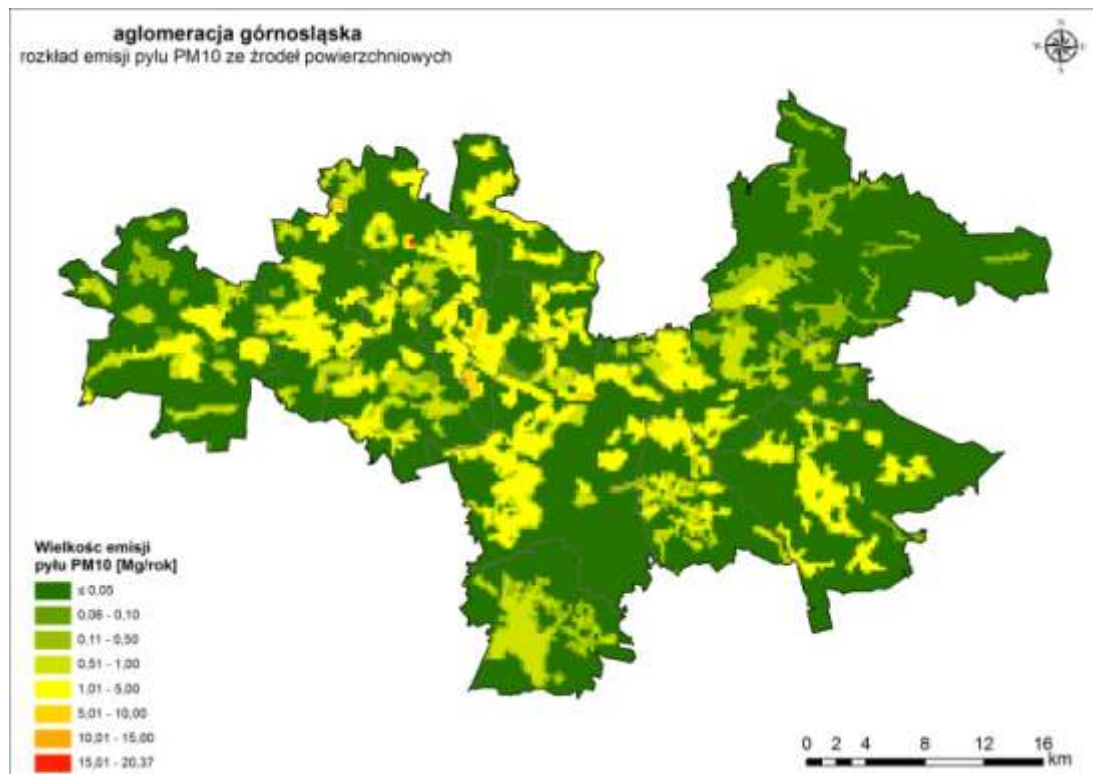 aglomeracja górnośląska
rozkład emisji pyłu PM10 ze źrodeł powierzchniowych
N
W E
S
Wielkośc emisji
pyłu PM10 [Mg/rok]
≤ 0,05
0,06 - 0,10
0,11 - 0,50
0,51 - 1,00
1,01 - 5,00
5,01 - 10,00
10,01 - 15,00
15,01 - 20,37
0 2 4 8 12 16
km